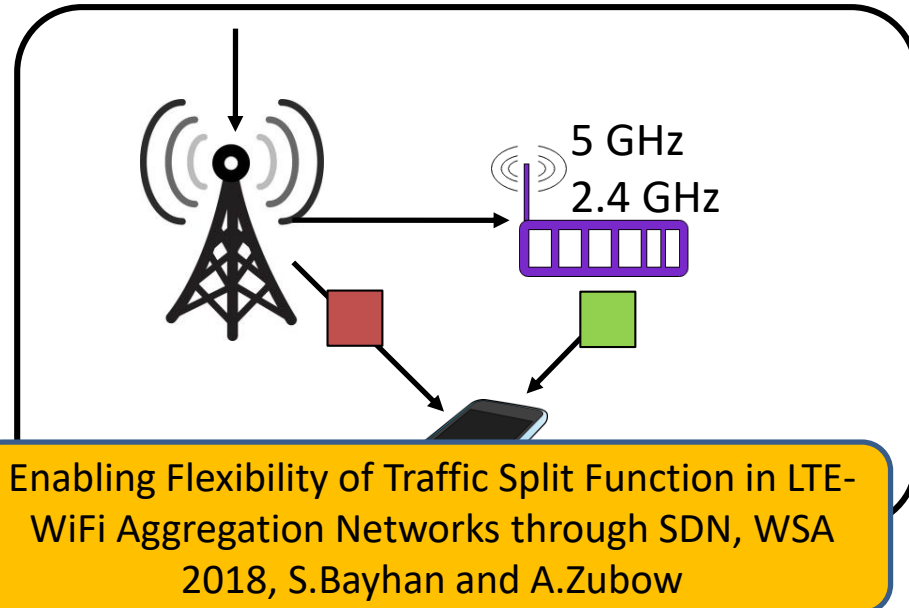 5 GHz
2.4 GHz
Enabling Flexibility of Traffic Split Function in LTE-
WiFi Aggregation Networks through SDN, WSA
2018, S.Bayhan and A.Zubow